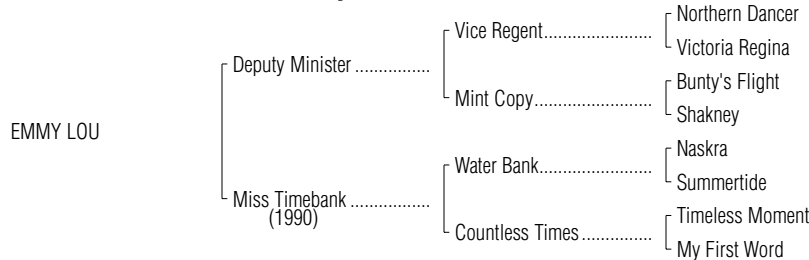 Northern Dancer
Vice Regent.......................
Victoria Regina
Deputy Minister ................
Bunty's Flight
Mint Copy........................
Shakney
EMMY LOU
Naskra
Water Bank.......................
Summertide
Miss Timebank .................
(1990)
Timeless Moment
Countless Times ..............
My First Word